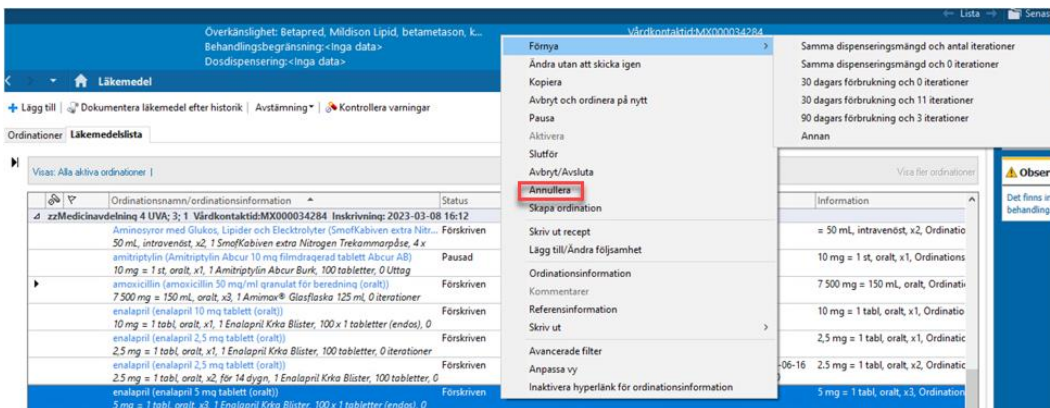 Lista
Senas
Överkänslighet: Betapred, Mildison Lipid, betametason, k...
Vårdkontaktid:MX000034284
Behandlingsbegränsning:<Inga data>
Dosdispensering:<Inga data>
Läkemedel
Lägg till
Dokumentera läkemedel efter historik
Avstämning
Kontrollera varningar
Ordinationer
Läkemedelslista
Visas: Alla aktiva ordinationer
Visa fler ordinationer
Ordinationsnamn/ordinationsinformation
Status
Information
zzMedicinavdelning 4 UVA; 3; 1 Vårdkontaktid:MX000034284 Inskrivning: 2023-03-08 16:12
Aminosyror med Glukos, Lipider och Elecktrolyter (SmofKabiven extra Nitr... Förskriven
50 mL, intravenöst, x2, 1 SmofKabiven extra Nitrogen Trekammarpåse, 4 x
= 50 mL, intravenöst, x2, Ordinatio
amitriptylin (Amitriptylin Abcur 10 mg filmdragerad tablett Abcur AB) Pausad
10 mg = 1 st, oralt, x1, 1 Amitriptylin Abcur Burk, 100 tabletter, 0 Uttag
10 mg = 1 st, oralt, x1, Ordinations
amoxicillin (amoxicillin 50 mg/ml granulat för beredning (oralt)) Förskriven
7 500 mg = 150 mL, oralt, x3, 1 Amimox® Glasflaska 125 ml, 0 iterationer
7 500 mg = 150 mL, oralt, Ordinati
enalapril (enalapril 10 mg tablett (oralt)) Förskriven
10 mg = 1 tabl, oralt, x1, 1 Enalapril Krka Blister, 100 x 1 tabletter (endos), 0
10 mg = 1 tabl, oralt, x1, Ordinatio
enalapril (enalapril 2,5 mg tablett (oralt)) Förskriven
2,5 mg = 1 tabl, oralt, x1, 1 Enalapril Krka Blister, 100 tabletter, 0 iterationer
2,5 mg = 1 tabl, oralt, x1, Ordinatic
enalapril (enalapril 2,5 mg tablett (oralt)) Förskriven
2.5 mg = 1 tabl, oralt, x2, för 14 dygn, 1 Enalapril Krka Blister, 100 tabletter, 0
-06-16
2.5 mg = 1 tabl, oralt, x2, Ordinatic
enalapril (enalapril 5 mg tablett (oralt)) Förskriven
5 mg = 1 tabl, oralt, x3, 1 Enalapril Krka Blister, 100 x 1 tabletter (endos), 0
5 mg = 1 tabl, oralt, x3, Ordination
Förnya
Ändra utan att skicka igen
Kopiera
Avbryt och ordinera på nytt
Pausa
Aktivera
Slutför
Avbryt/Avsluta
Annullera
Skapa ordination
Skriv ut recept
Lägg till/Ändra följsamhet
Ordinationsinformation
Kommentarer
Referensinformation
Skriv ut
Avancerade filter
Anpassa vy
Inaktivera hyperlänk för ordinationsinformation
Samma dispenseringsmängd och antal iterationer
Samma dispenseringsmängd och 0 iterationer
30 dagars förbrukning och 0 iterationer
30 dagars förbrukning och 11 iterationer
90 dagars förbrukning och 3 iterationer
Annan
Obser
Det finns in
behandling